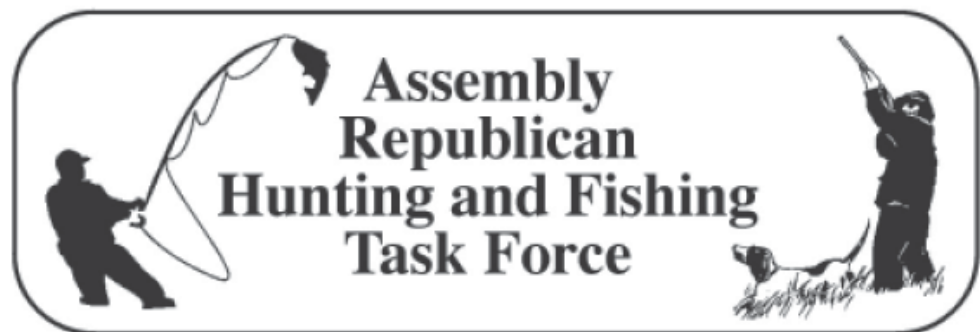 Assembly
Republican
Hunting and Fishing
Task Force